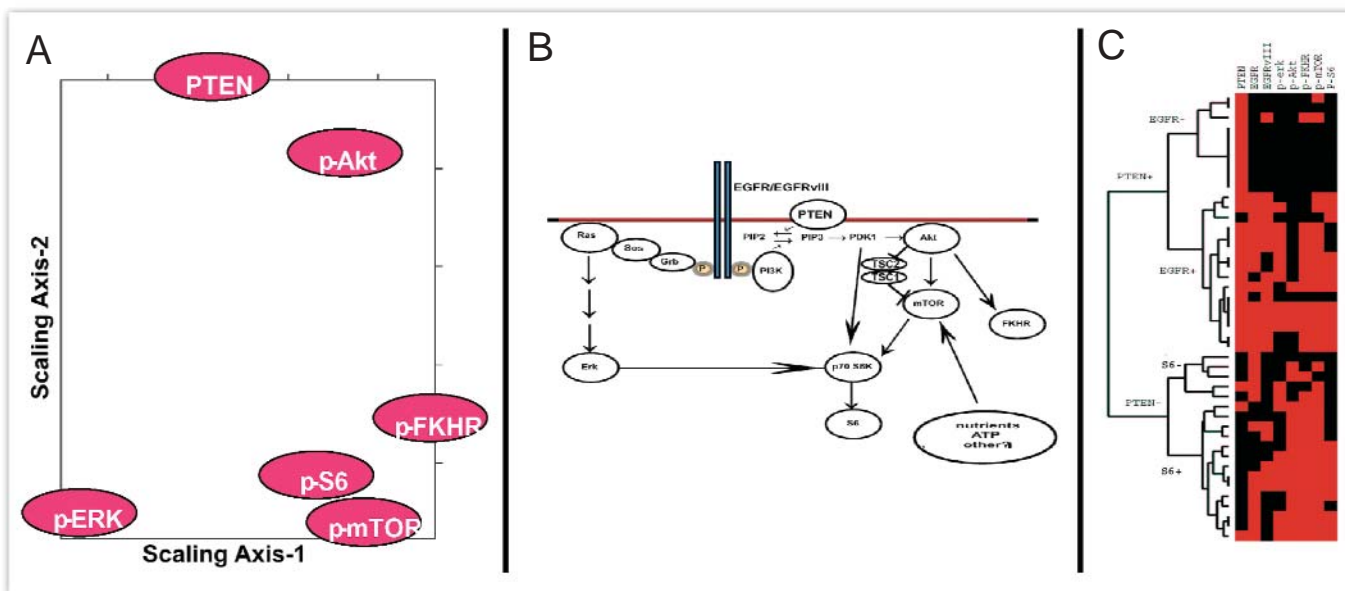 A
PTEN
p-Akt
p-FKHR
p-S6
p-mTOR
p-ERK
Scaling Axis-2
Scaling Axis-1
B
EGFR/EGFRvIII
PTEN
Ras
Sos
Grb
P
P
PI3K
PIP2
PIP3
PDK1
Akt
TSC2
TSC1
mTOR
FKHR
Erk
p70 S6K
S6
nutrients
ATP
other?
C
PTEN
EGFR
EGFRvIII
p-erk
p-Akt
p-FKHR
p-mTOR
p-S6
EGFR-
PTEN+
EGFR+
S6-
PTEN-
S6+